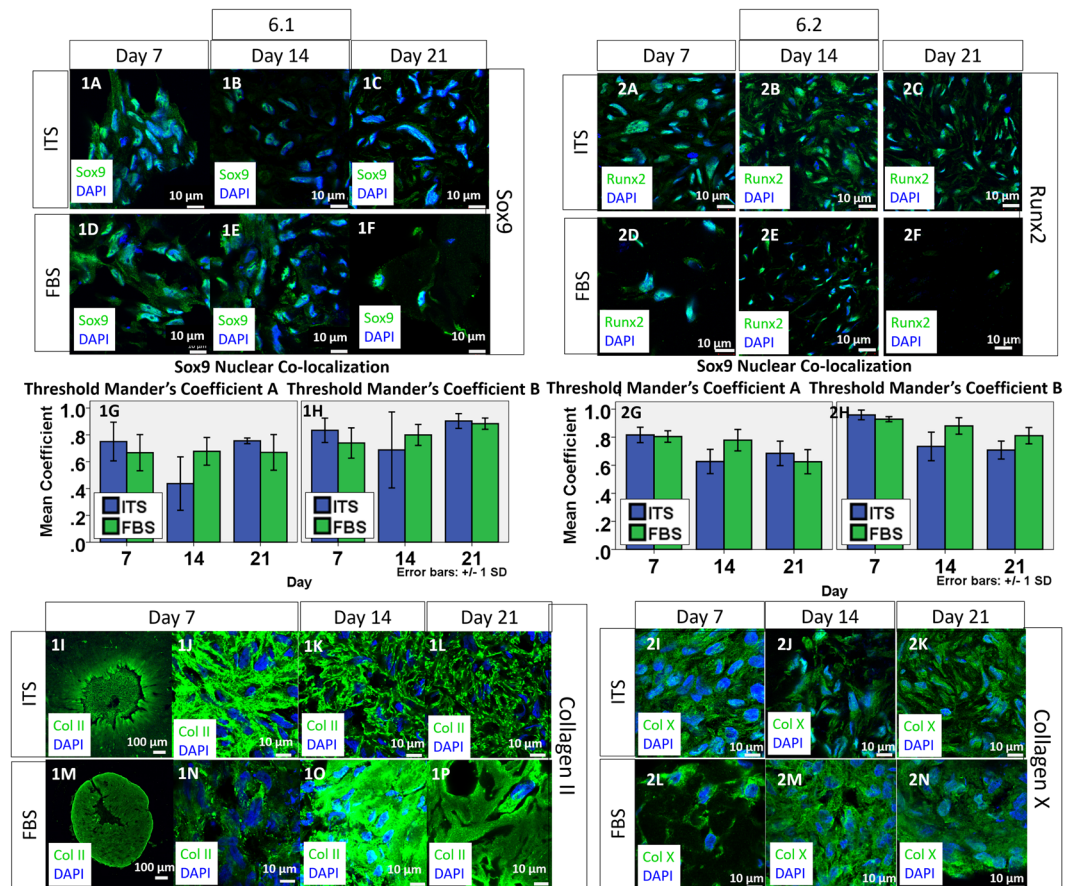 6.1
Day 7 Day 14 Day 21
ITS
1A 1B 1C
Sox9 Sox9 Sox9
DAPI DAPI DAPI
10 µm 10 µm 10 µm
Sox9
FBS
1D 1E 1F
Sox9 Sox9 Sox9
DAPI DAPI DAPI
10 µm 10 µm 10 µm
6.2
Day 7 Day 14 Day 21
ITS
2A 2B 2C
Runx2 Runx2 Runx2
DAPI DAPI DAPI
10 µm 10 µm 10 µm
Runx2
FBS
2D 2E 2F
Runx2 Runx2 Runx2
DAPI DAPI DAPI
10 µm 10 µm 10 µm
Sox9 Nuclear Co-localization
Threshold Mander's Coefficient A Threshold Mander's Coefficient B
1G 1H
Mean Coefficient
1.0
.8
.6
.4
.2
.0
ITS ITS
FBS FBS
7 14 21 7 14 21
Day
Error bars: +/- 1 SD
Sox9 Nuclear Co-localization
Threshold Mander's Coefficient A Threshold Mander's Coefficient B
2G 2H
Mean Coefficient
1.0
.8
.6
.4
.2
.0
ITS ITS
FBS FBS
7 14 21 7 14 21
Error bars: +/- 1 SD
Day
Day 7 Day 14 Day 21
ITS
1I 1J 1K 1L
Col II Col II Col II Col II
DAPI DAPI DAPI DAPI
100 µm 10 µm 10 µm 10 µm
Collagen II
FBS
1M 1N 1O 1P
Col II Col II Col II Col II
DAPI DAPI DAPI DAPI
100 µm 10 µm 10 µm 10 µm
Day 7 Day 14 Day 21
ITS
2I 2J 2K
Col X Col X Col X
DAPI DAPI DAPI
10 µm 10 µm 10 µm
Collagen X
FBS
2L 2M 2N
Col X Col X Col X
DAPI DAPI DAPI
10 µm 10 µm 10 µm